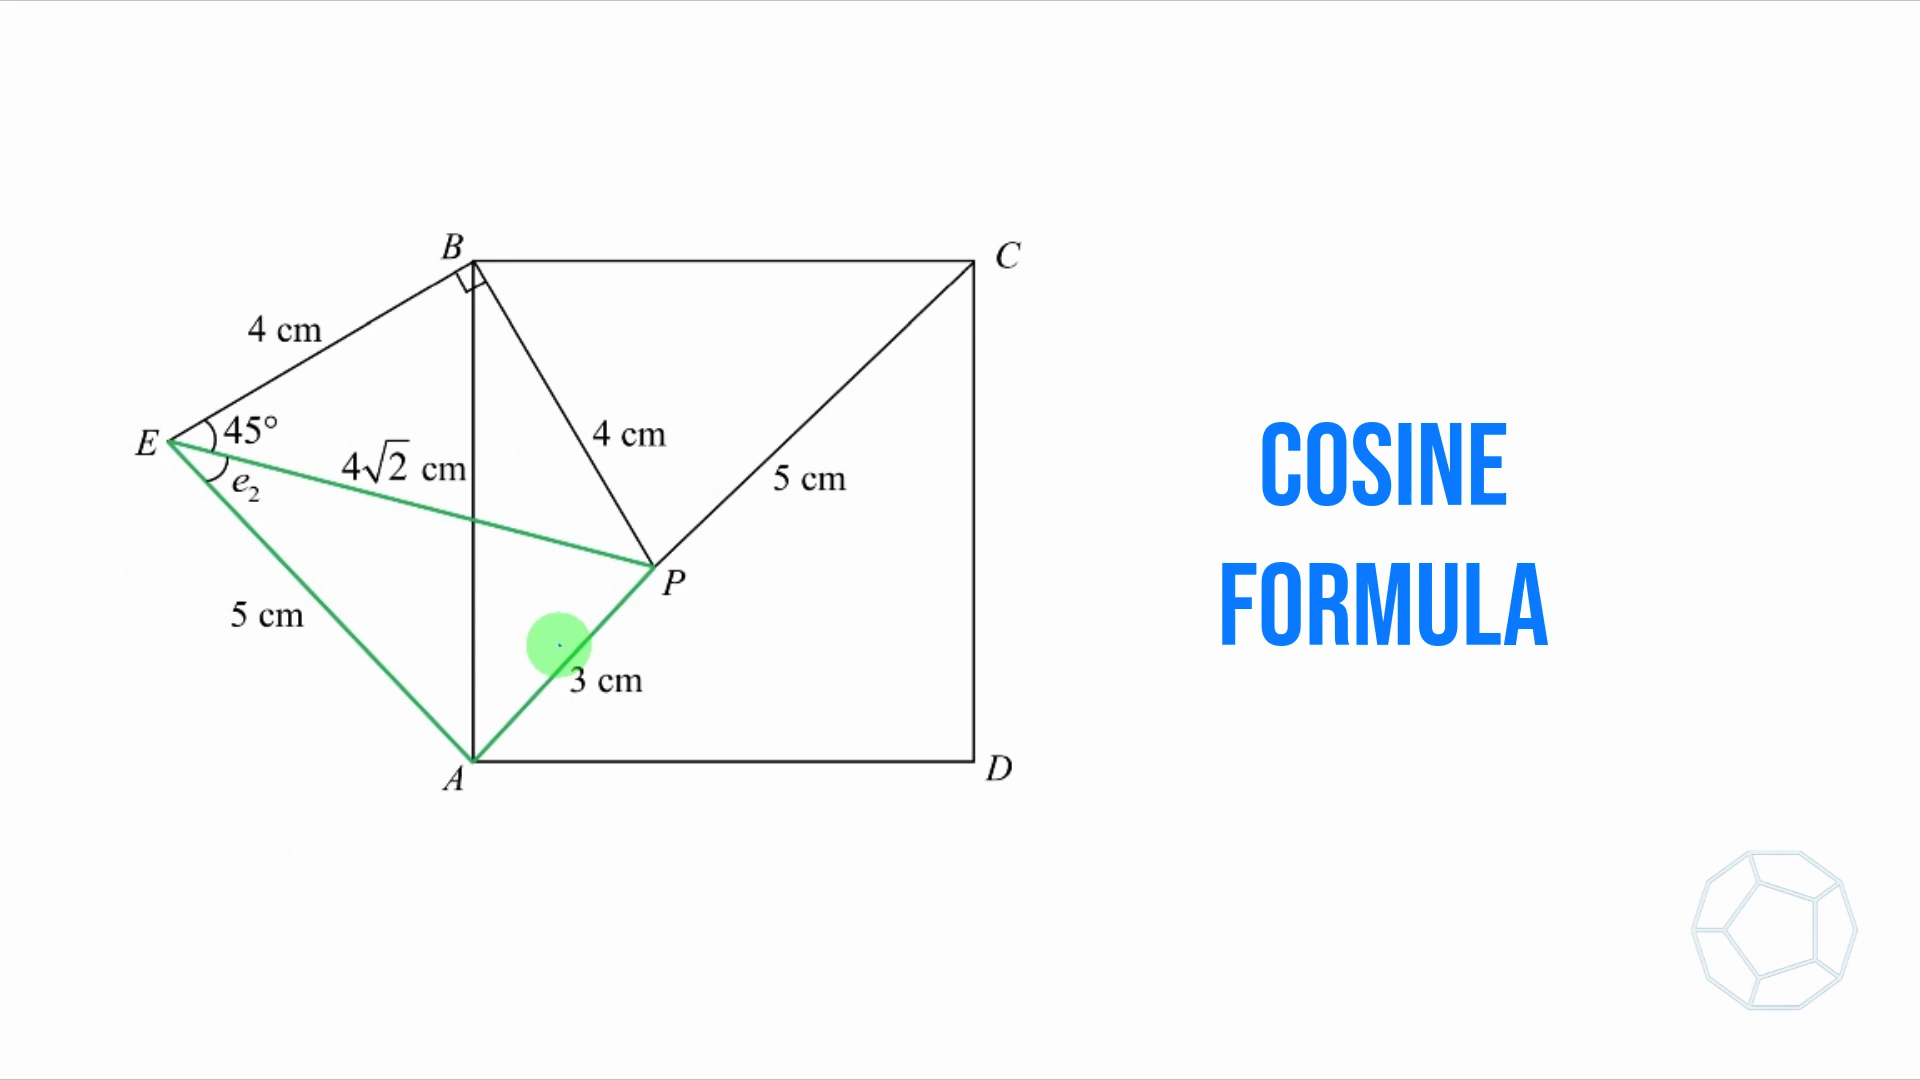 B
C
4 cm
45°
E
4√2 cm
e₂
4 cm
5 cm
5 cm
P
3 cm
A
D
COSINE
FORMULA